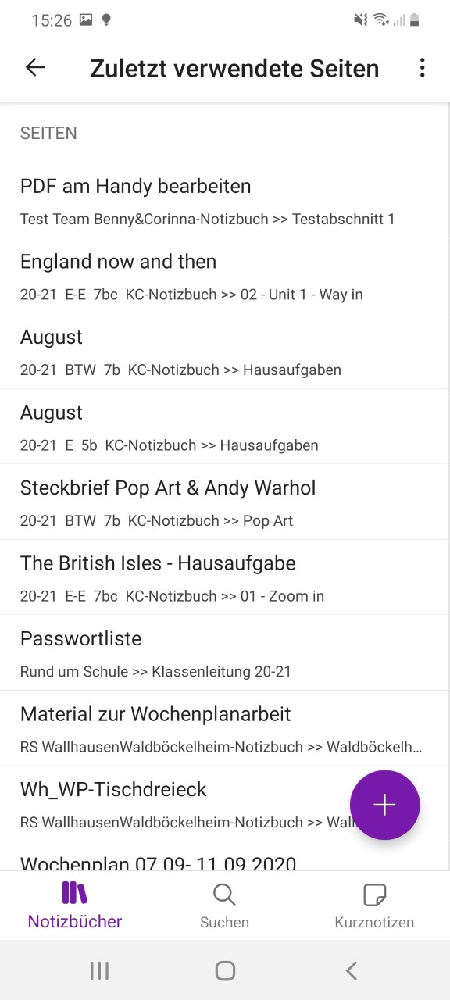 15:26
Zuletzt verwendete Seiten
SEITEN
PDF am Handy bearbeiten
Test Team Benny&Corinna-Notizbuch >> Testabschnitt 1
England now and then
20-21 E-E 7bc KC-Notizbuch >> 02 - Unit 1 - Way in
August
20-21 BTW 7b KC-Notizbuch >> Hausaufgaben
August
20-21 E 5b KC-Notizbuch >> Hausaufgaben
Steckbrief Pop Art & Andy Warhol
20-21 BTW 7b KC-Notizbuch >> Pop Art
The British Isles - Hausaufgabe
20-21 E-E 7bc KC-Notizbuch >> 01 - Zoom in
Passwortliste
Rund um Schule >> Klassenleitung 20-21
Material zur Wochenplanarbeit
RS WallhausenWaldböckelheim-Notizbuch >> Waldböckelh...
Wh_WP-Tischdreieck
RS WallhausenWaldböckelheim-Notizbuch >>
Wochenplan 07.09- 11.09.2020
Notizbücher
Suchen
Kurznotizen